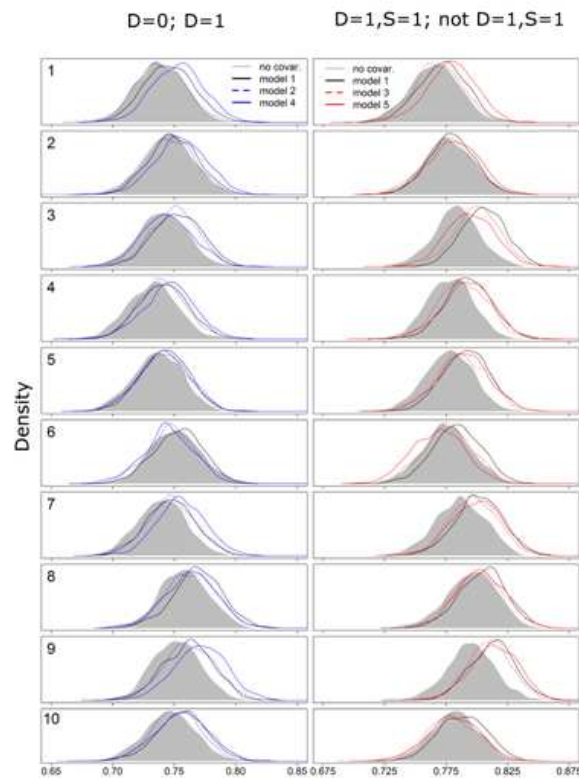 D=0; D=1
D=1,S=1; not D=1,S=1
1
no covar.
model 1
model 2
model 4
no covar.
model 1
model 3
model 5
2
3
4
5
Density
6
7
8
9
10
0.65 0.70 0.75 0.80 0.85
0.675 0.725 0.775 0.825 0.875